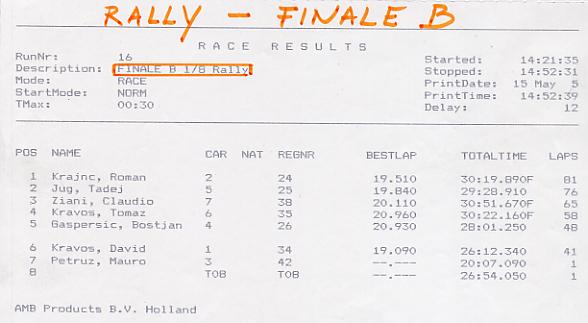 RALLY - FINALE B
RACE RESULTS
RunNr: 16 Started: 14:21:35
Description: FINALE B 1/8 Rally Stopped: 14:52:31
Mode: RACE PrintDate: 15 May 5
StartMode: NORM PrintTime: 14:52:39
TMax: 00:30 Delay: 12
POS NAME CAR NAT REGNR BESTLAP TOTALTIME LAPS
1 Krajnc, Roman 2 24 19.510 30:19.890F 81
2 Jug, Tadej 5 25 19.840 29:28.910 76
3 Ziani, Claudio 7 38 20.110 30:51.670F 65
4 Kravos, Tomaz 6 35 20.960 30:22.160F 58
5 Gaspersic, Bostjan 4 26 20.930 28:01.250 48
6 Kravos, David 1 34 19.090 26:12.340 41
7 Petruz, Mauro 3 42 --.--- 20:07.090 1
8 TOB TOB --.--- 26:54.050 1
AMB Products B.V. Holland